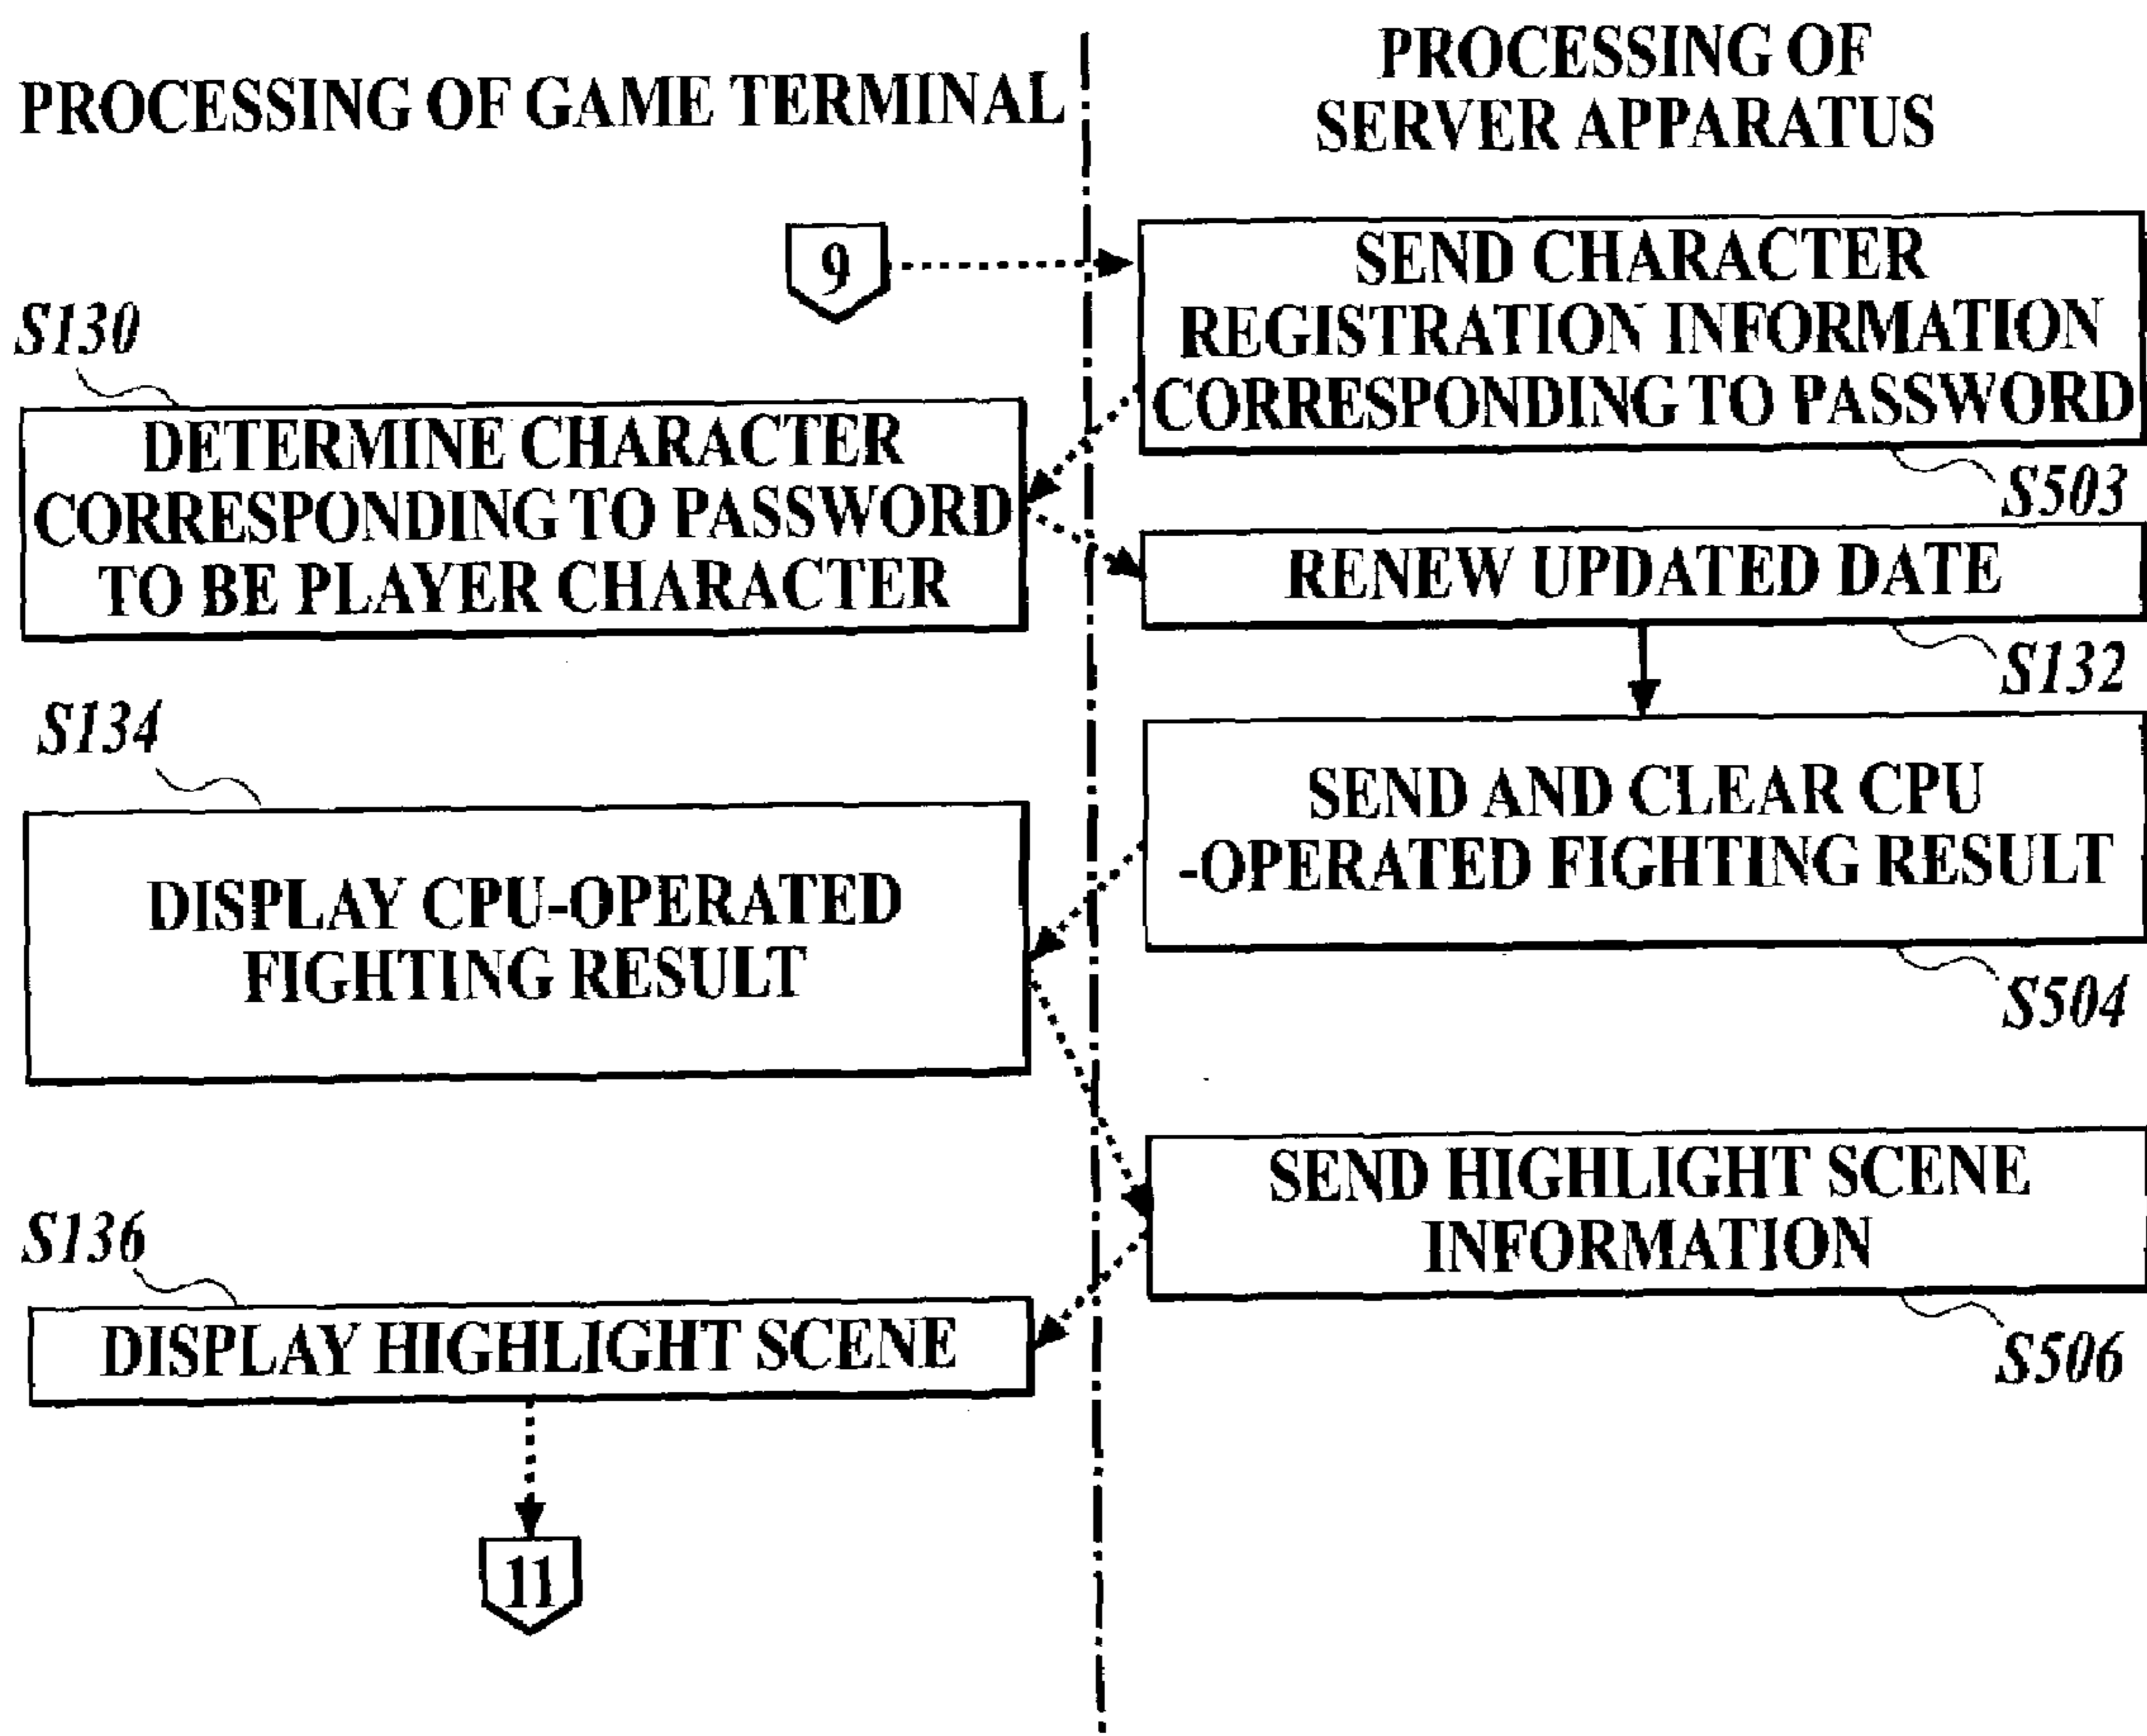 PROCESSING OF GAME TERMINAL
PROCESSING OF
SERVER APPARATUS
9
SEND CHARACTER
REGISTRATION INFORMATION
CORRESPONDING TO PASSWORD
S503
S130
DETERMINE CHARACTER
CORRESPONDING TO PASSWORD
TO BE PLAYER CHARACTER
RENEW UPDATED DATE
S132
SEND AND CLEAR CPU
-OPERATED FIGHTING RESULT
S504
S134
DISPLAY CPU-OPERATED
FIGHTING RESULT
SEND HIGHLIGHT SCENE
INFORMATION
S506
S136
DISPLAY HIGHLIGHT SCENE
11